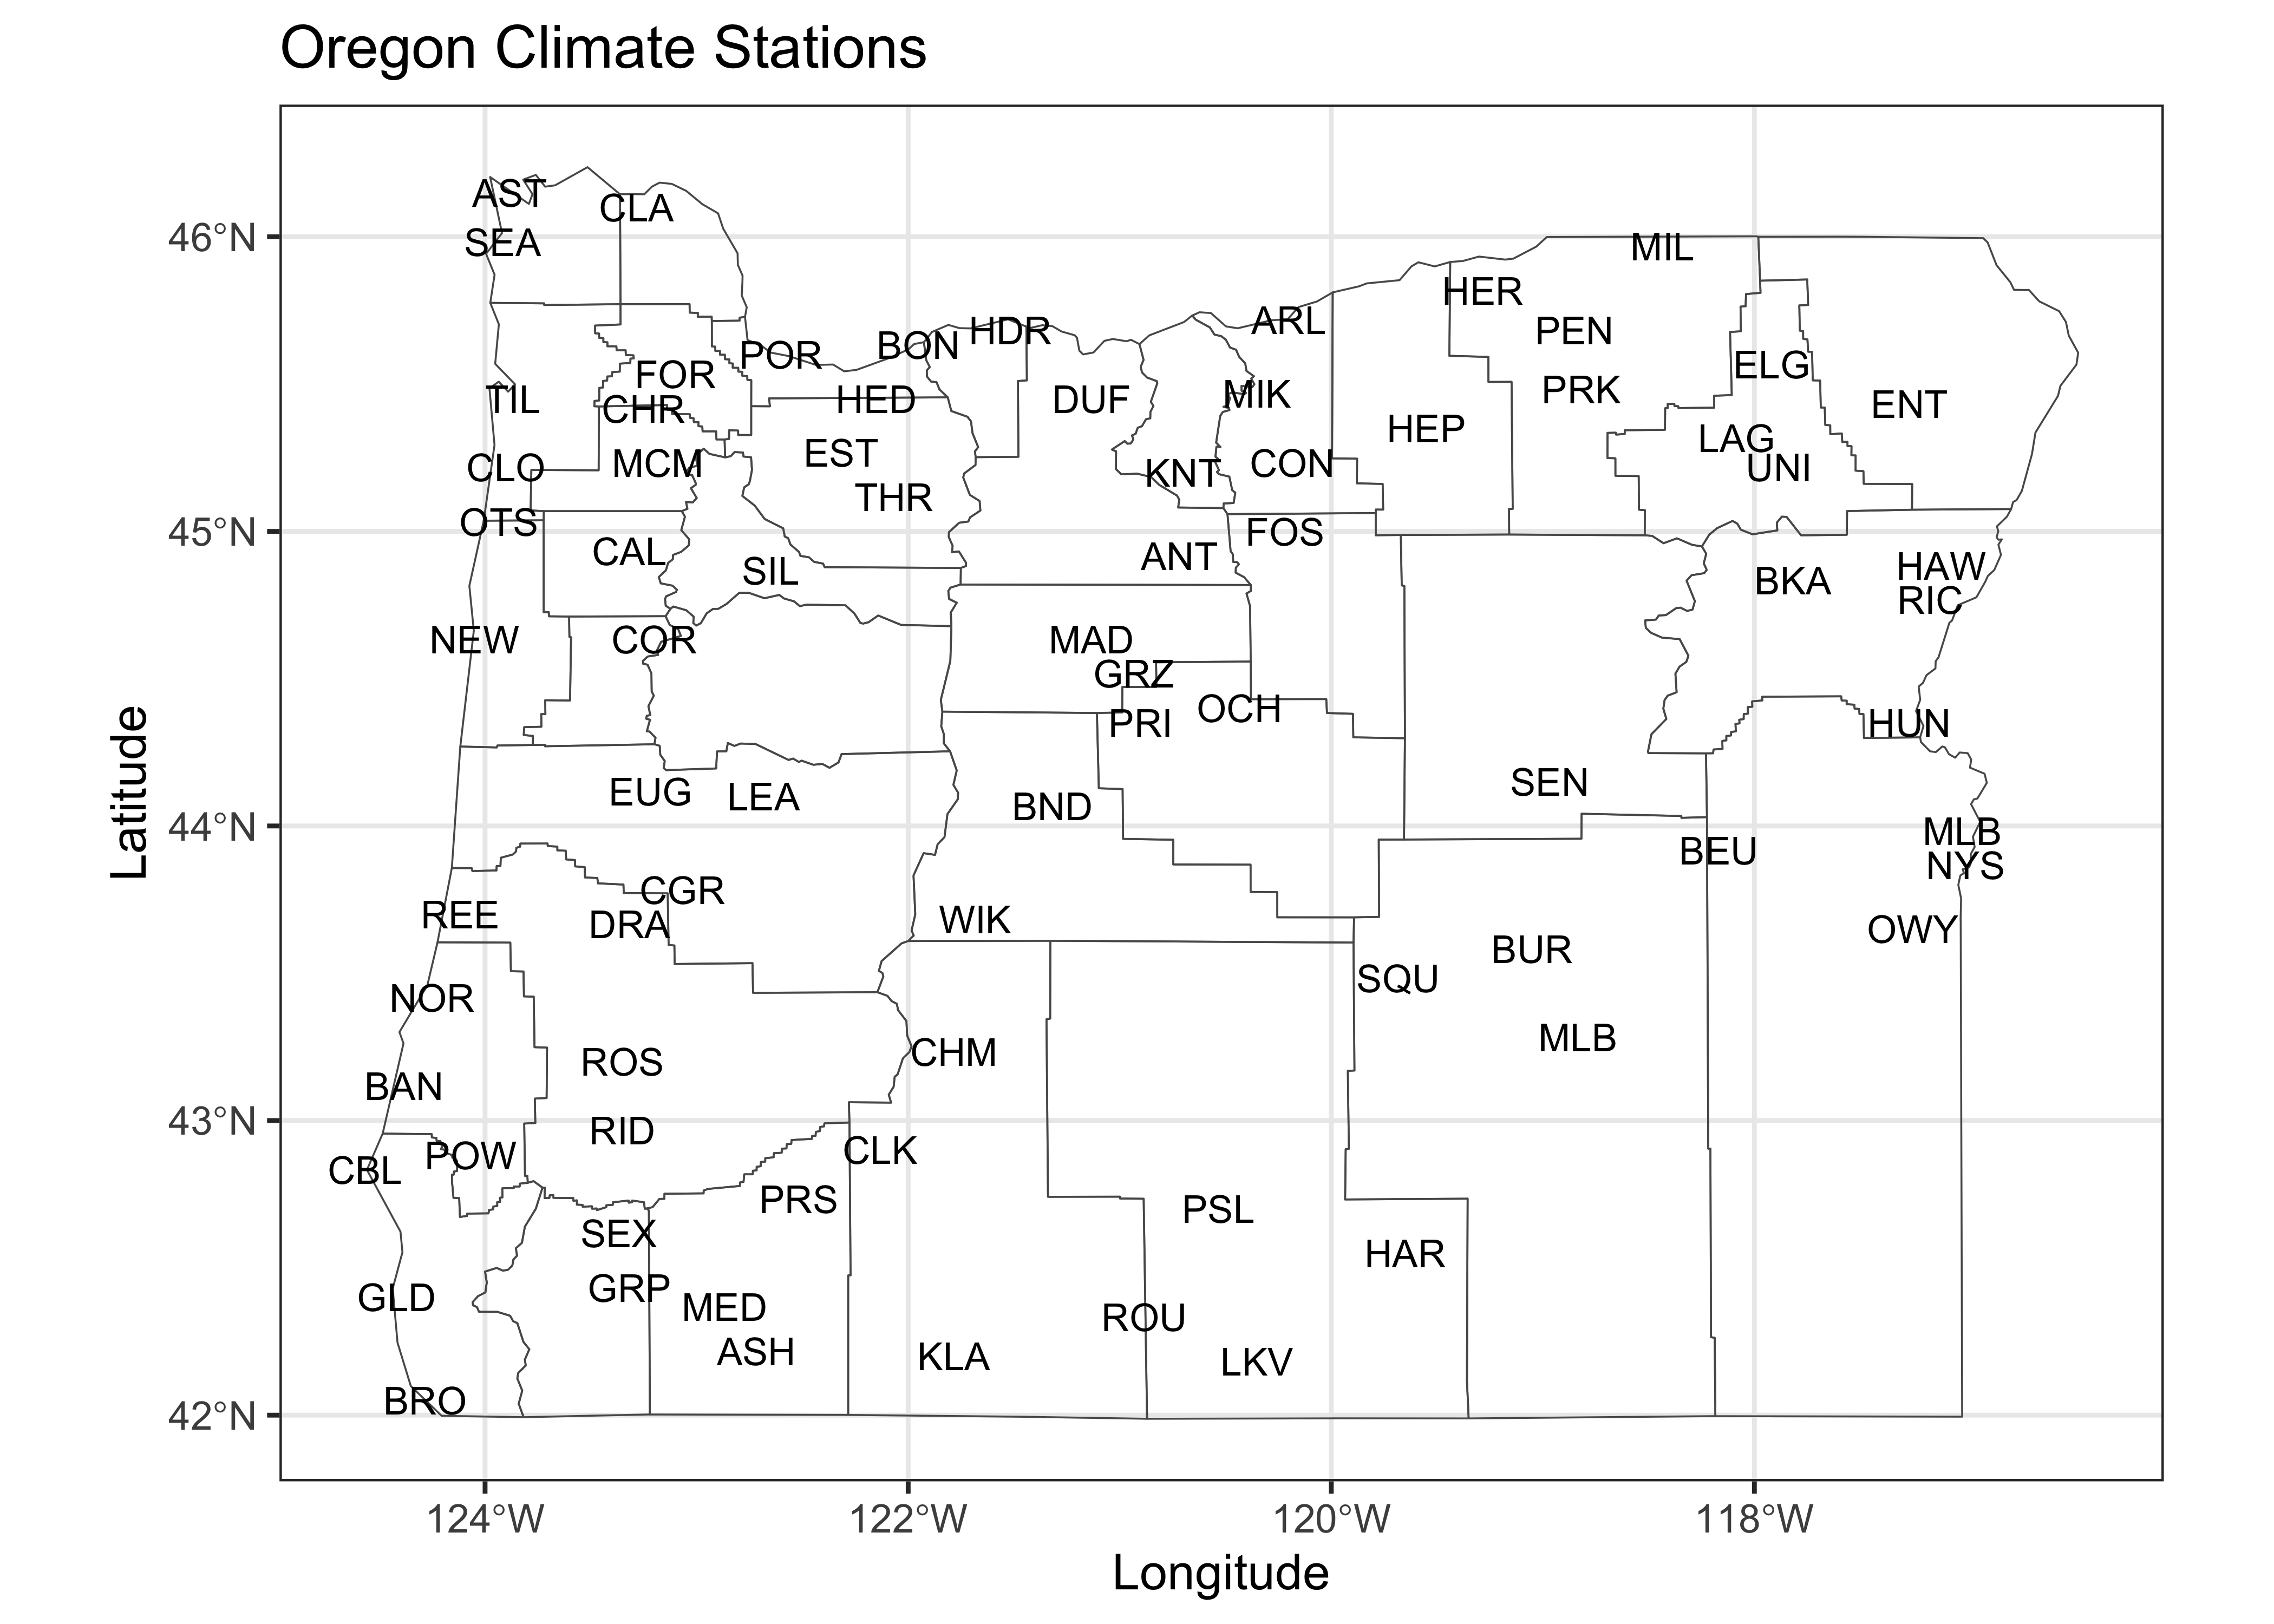 Oregon Climate Stations
AST
CLA
SEA
46°N
MIL
HER
ARL
HDR
PEN
BON
POR
ELG
FOR
PRK
MIK
TIL
HED
DUF
ENT
CHR
HEP
LAG
EST
MCM
CON
CLO
UNI
KNT
THR
OTS
45°N
FOS
CAL
ANT
HAW
SIL
BKA
RIC
NEW
COR
MAD
GRZ
OCH
PRI
HUN
SEN
EUG
LEA
BND
44°N
MLB
BEU
NYS
CGR
REE
WIK
DRA
OWY
BUR
SQU
NOR
MLB
CHM
ROS
BAN
43°N
RID
CLK
POW
CBL
PRS
PSL
SEX
HAR
GRP
GLD
MED
ROU
ASH
KLA
LKV
BRO
42°N
124°W
122°W
120°W
118°W
Longitude
Latitude